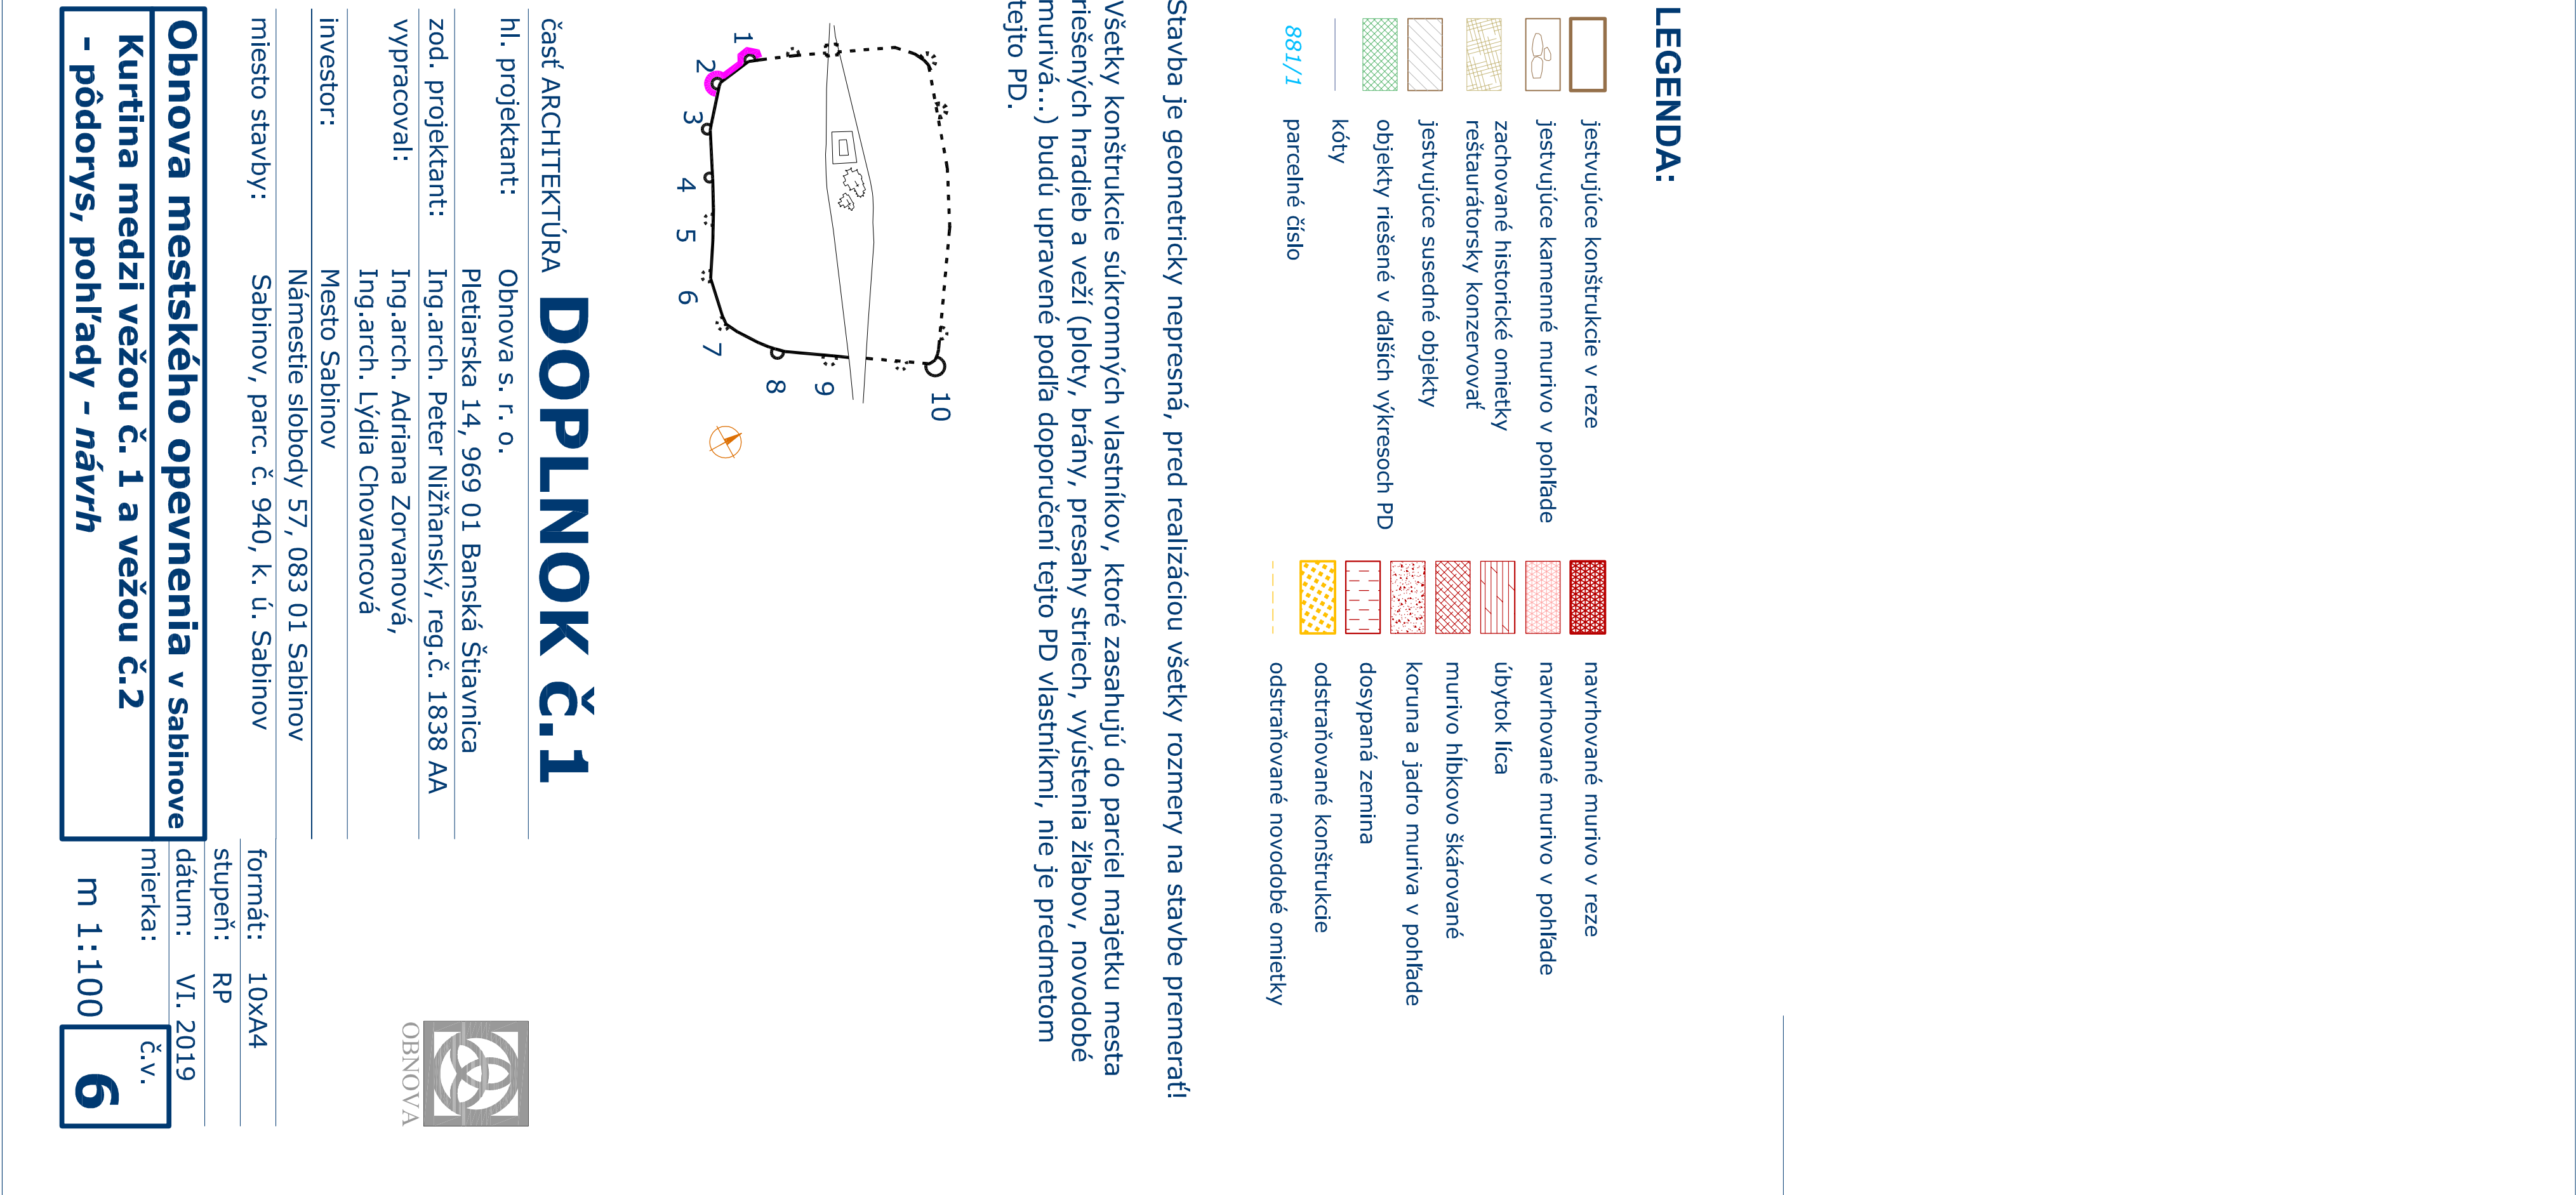 LEGENDA:
jestvujúce konštrukcie v reze
jestvujúce kamenné murivo v pohľade
zachované historické omietky
reštaurátorsky konzervovať
jestvujúce susedné objekty
objekty riešené v ďalších výkresoch PD
kóty
881/1 parcelné číslo
navrhované murivo v reze
navrhované murivo v pohľade
úbytok líca
murivo hĺbkovo škárované
koruna a jadro muriva v pohľade
dosypaná zemina
odstraňované konštrukcie
odstraňované novodobé omietky
Stavba je geometricky nepresná, pred realizáciou všetky rozmery na stavbe premerať!
Všetky konštrukcie súkromných vlastníkov, ktoré zasahujú do parciel majetku mesta
riešených hradieb a veží (ploty, brány, presahy striech, vyústenia žľabov, novodobé
murivá...) budú upravené podľa doporučení tejto PD vlastníkmi, nie je predmetom
tejto PD.
10
1
2
3
4
5
6
7
8
9
časť ARCHITEKTÚRA DOPLNOK č.1
hl. projektant: Obnova s. r. o.
Pletiarska 14, 969 01 Banská Štiavnica
zod. projektant: Ing.arch. Peter Nižňanský, reg.č. 1838 AA
vypracoval: Ing.arch. Adriana Zorvanová,
Ing.arch. Lýdia Chovancová
investor: Mesto Sabinov
Námestie slobody 57, 083 01 Sabinov
miesto stavby: Sabinov, parc. č. 940, k. ú. Sabinov
OBNOVA
formát: 10xA4
stupeň: RP
dátum: VI. 2019
mierka:
m 1:100
č.v.
6
Obnova mestského opevnenia v Sabinove
Kurtina medzi vežou č. 1 a vežou č.2
- pôdorys, pohľady - návrh